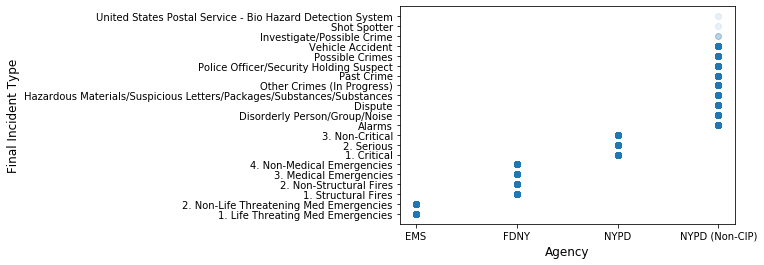 United States Postal Service - Bio Hazard Detection System
Shot Spotter
Investigate/Possible Crime
Vehicle Accident
Possible Crimes
Police Officer/Security Holding Suspect
Past Crime
Other Crimes (In Progress)
Hazardous Materials/Suspicious Letters/Packages/Substances/Substances
Dispute
Disorderly Person/Group/Noise
Alarms
3. Non-Critical
2. Serious
1. Critical
4. Non-Medical Emergencies
3. Medical Emergencies
2. Non-Structural Fires
1. Structural Fires
2. Non-Life Threatening Med Emergencies
1. Life Threating Med Emergencies
Final Incident Type
EMS FDNY NYPD NYPD (Non-CIP)
Agency